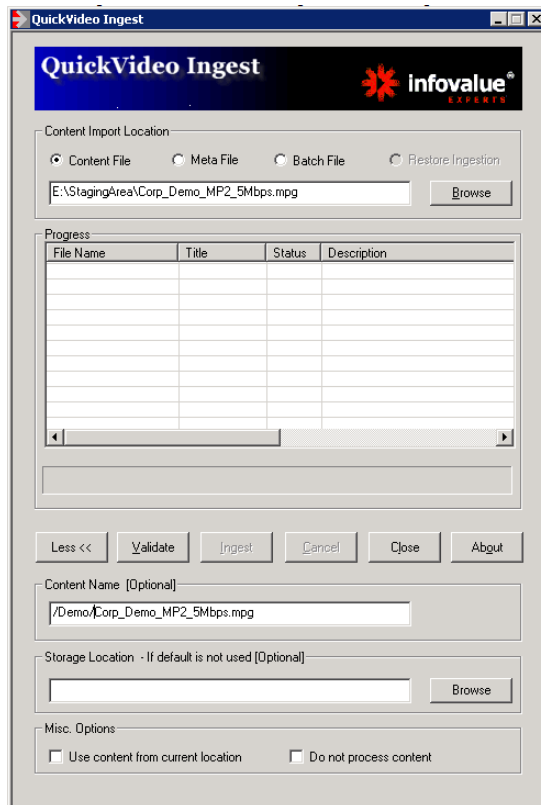 QuickVideo Ingest
QuickVideo Ingest
infovalue®
EXPERTS
Content Import Location
Content File Meta File Batch File Restore Ingestion
E:\StagingArea\Corp_Demo_MP2_5Mbps.mpg Browse
Progress
File Name Title Status Description
Less << Validate Ingest Cancel Close About
Content Name [Optional]
/Demo/Corp_Demo_MP2_5Mbps.mpg
Storage Location - If default is not used [Optional]
Browse
Misc. Options
Use content from current location Do not process content